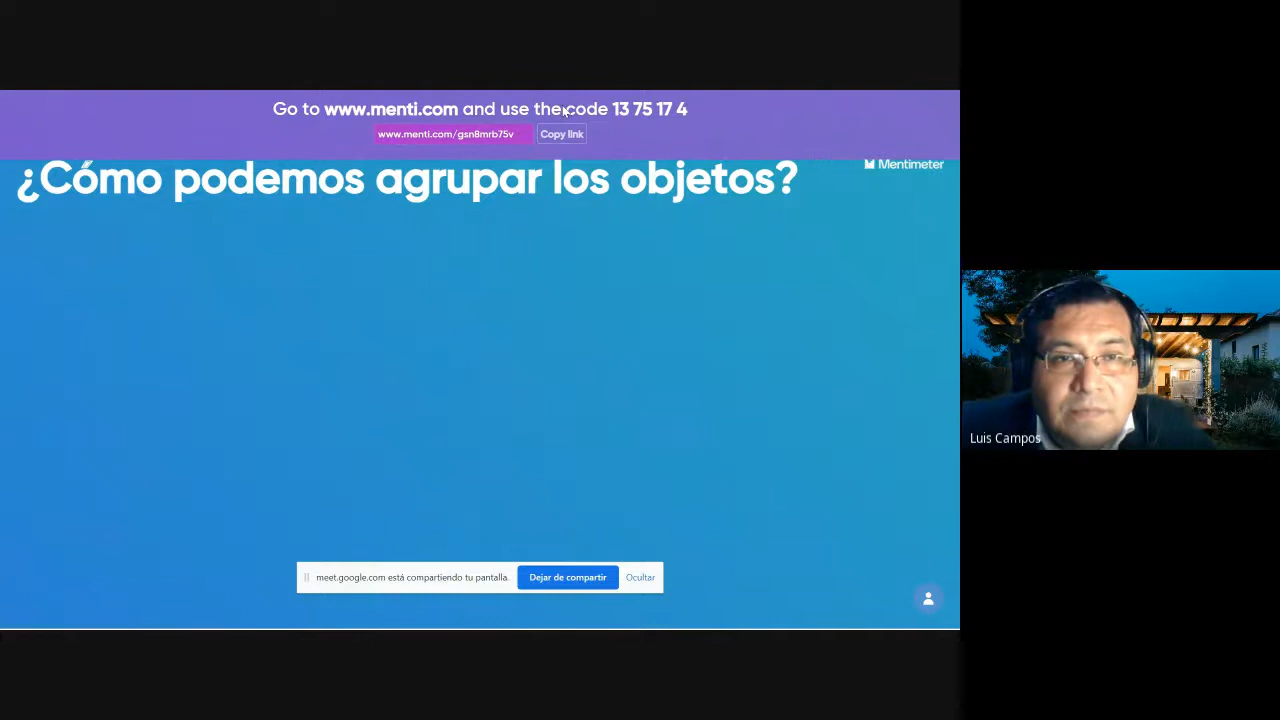 Go to www.menti.com and use the code 13 75 17 4
www.menti.com/gsn8mrb75v Copy link
Mentimeter
¿Cómo podemos agrupar los objetos?
Luis Campos
meet.google.com está compartiendo tu pantalla. Dejar de compartir Ocultar